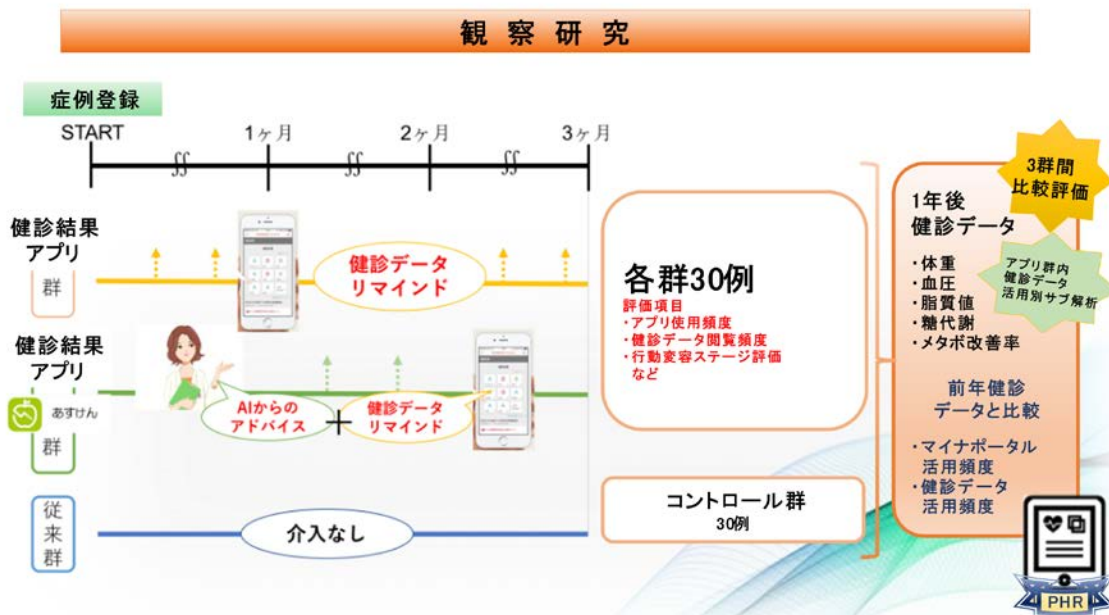 観察研究
症例登録
START
1ヶ月
2ヶ月
3ヶ月
健診結果
アプリ
群
健診データ
リマインド
健診結果
アプリ
あすけん
群
AIからの
アドバイス
+
健診データ
リマインド
従来群
介入なし
各群30例
評価項目
・アプリ使用頻度
・健診データ閲覧頻度
・行動変容ステージ評価
など
コントロール群
30例
3群間
比較評価
1年後
健診データ
・体重
・血圧
・脂質値
・糖代謝
・メタボ改善率
アプリ群内
健診データ
活用別サブ解析
前年健診
データと比較
・マイナポータル
活用頻度
・健診データ
活用頻度
PHR